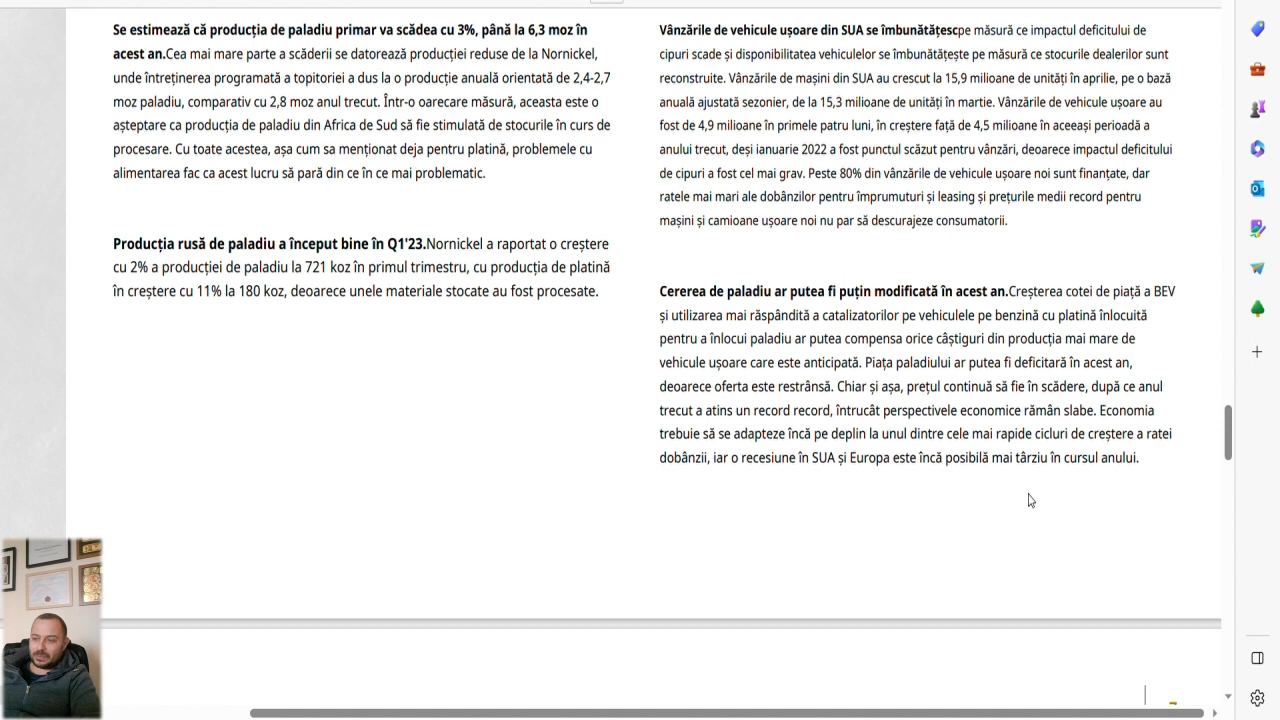 Se estimează că producția de paladiu primar va scădea cu 3%, până la 6,3 moz în
acest an.Cea mai mare parte a scăderii se datorează producției reduse de la Nornickel,
unde întreținerea programată a topitoriei a dus la o producție anuală orientată de 2,4-2,7
moz paladiu, comparativ cu 2,8 moz anul trecut. Într-o oarecare măsură, aceasta este o
așteptare ca producția de paladiu din Africa de Sud să fie stimulată de stocurile în curs de
procesare. Cu toate acestea, așa cum sa menționat deja pentru platină, problemele cu
alimentarea fac ca acest lucru să pară din ce în ce mai problematic.
Producția rusă de paladiu a început bine în Q1'23.Nornickel a raportat o creștere
cu 2% a producției de paladiu la 721 koz în primul trimestru, cu producția de platină
în creștere cu 11% la 180 koz, deoarece unele materiale stocate au fost procesate.
Vânzările de vehicule ușoare din SUA se îmbunătățescpe măsură ce impactul deficitului de
cipuri scade și disponibilitatea vehiculelor se îmbunătățește pe măsură ce stocurile dealerilor sunt
reconstruite. Vânzările de mașini din SUA au crescut la 15,9 milioane de unități în aprilie, pe o bază
anuală ajustată sezonier, de la 15,3 milioane de unități în martie. Vânzările de vehicule ușoare au
fost de 4,9 milioane în primele patru luni, în creștere față de 4,5 milioane în aceeași perioadă a
anului trecut, deși ianuarie 2022 a fost punctul scăzut pentru vânzări, deoarece impactul deficitului
de cipuri a fost cel mai grav. Peste 80% din vânzările de vehicule ușoare noi sunt finanțate, dar
ratele mai mari ale dobânzilor pentru împrumuturi și leasing și prețurile medii record pentru
mașini și camioane ușoare noi nu par să descurajeze consumatorii.
Cererea de paladiu ar putea fi puțin modificată în acest an.Creșterea cotei de piață a BEV
și utilizarea mai răspândită a catalizatorilor pe vehiculele pe benzină cu platină înlocuită
pentru a înlocui paladiu ar putea compensa orice câștiguri din producția mai mare de
vehicule ușoare care este anticipată. Piața paladiului ar putea fi deficitară în acest an,
deoarece oferta este restrânsă. Chiar și așa, prețul continuă să fie în scădere, după ce anul
trecut a atins un record record, întrucât perspectivele economice rămân slabe. Economia
trebuie să se adapteze încă pe deplin la unul dintre cele mai rapide cicluri de creștere a ratei
dobânzii, iar o recesiune în SUA și Europa este încă posibilă mai târziu în cursul anului.